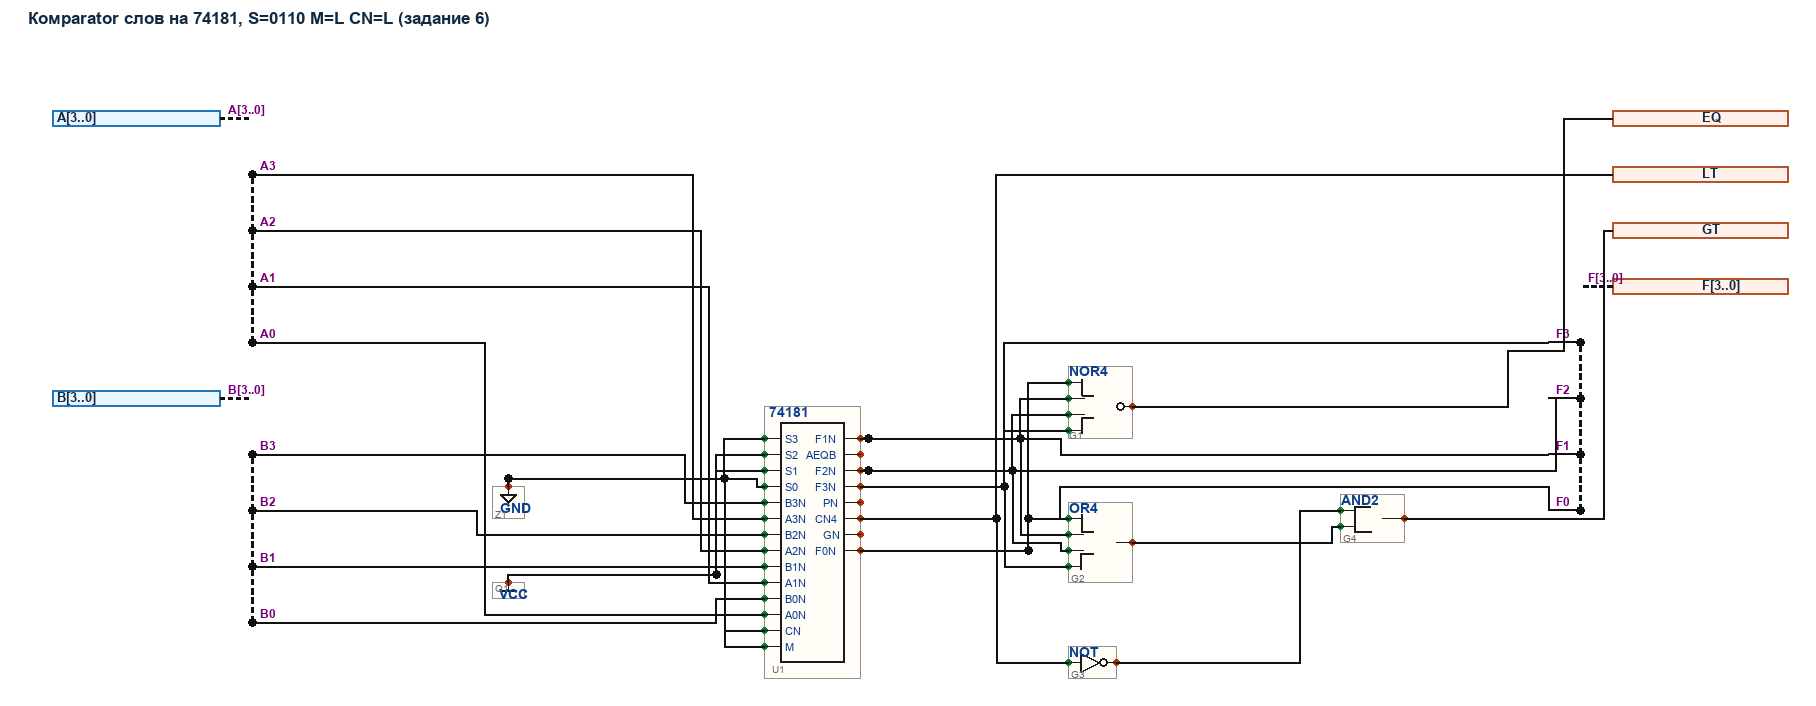 Компаrator слов на 74181, S=0110 M=L CN=L (задание 6)
A[3..0]
A[3..0]
EQ
A3
LT
A2
GT
A1
F[3..0]
F[3..0]
A0
F3
NOR4
G1
B[3..0]
B[3..0]
F2
B3
F1
74181
S3
F1N
S2
AEQB
S1
F2N
S0
F3N
B3N
PN
A3N
CN4
B2N
GN
A2N
F0N
B1N
A1N
B0N
A0N
CN
M
U1
GND
Z1
B2
OR4
G2
AND2
G4
F0
B1
VCC
B0
NOT
G3